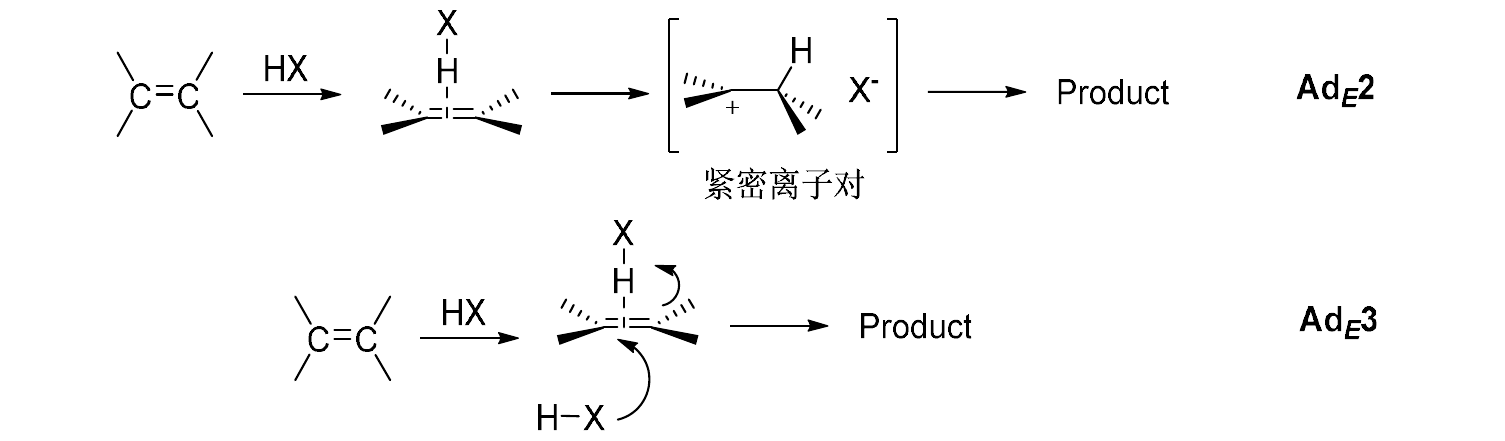 X
H
H
C=C
HX
X-
Product
AdE2
+
紧密离子对
X
H
C=C
HX
Product
AdE3
H-X